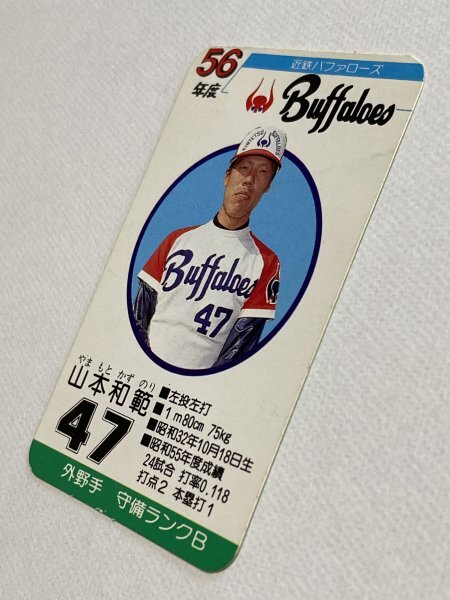 56
年度
近鉄バファローズ
Buffaloes
KINTETSU BUFFALOES
Buffaloes
47
やま もと かず のり
山本和範
47
■左投左打
■1m80cm 75kg
■昭和32年10月18日生
■昭和55年度成績
24試合 打率0.118
打点2 本塁打1
外野手 守備ランクB